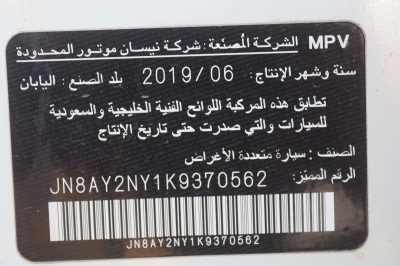 MPV الشركة المُصنّعة : شركة نيسان موتور المحدودة
سنة وشهر الإنتاج: 06 /2019 بلد الصنع: اليابان
تطابق هذه المركبة اللوائح الفنية الخليجية والسعودية
للسيارات والتي صدرت حتى تاريخ الإنتاج
الصنف : سيارة متعددة الأغراض
الرقم المميّز:
JN8AY2NY1K9370562
JN8AY2NY1K9370562